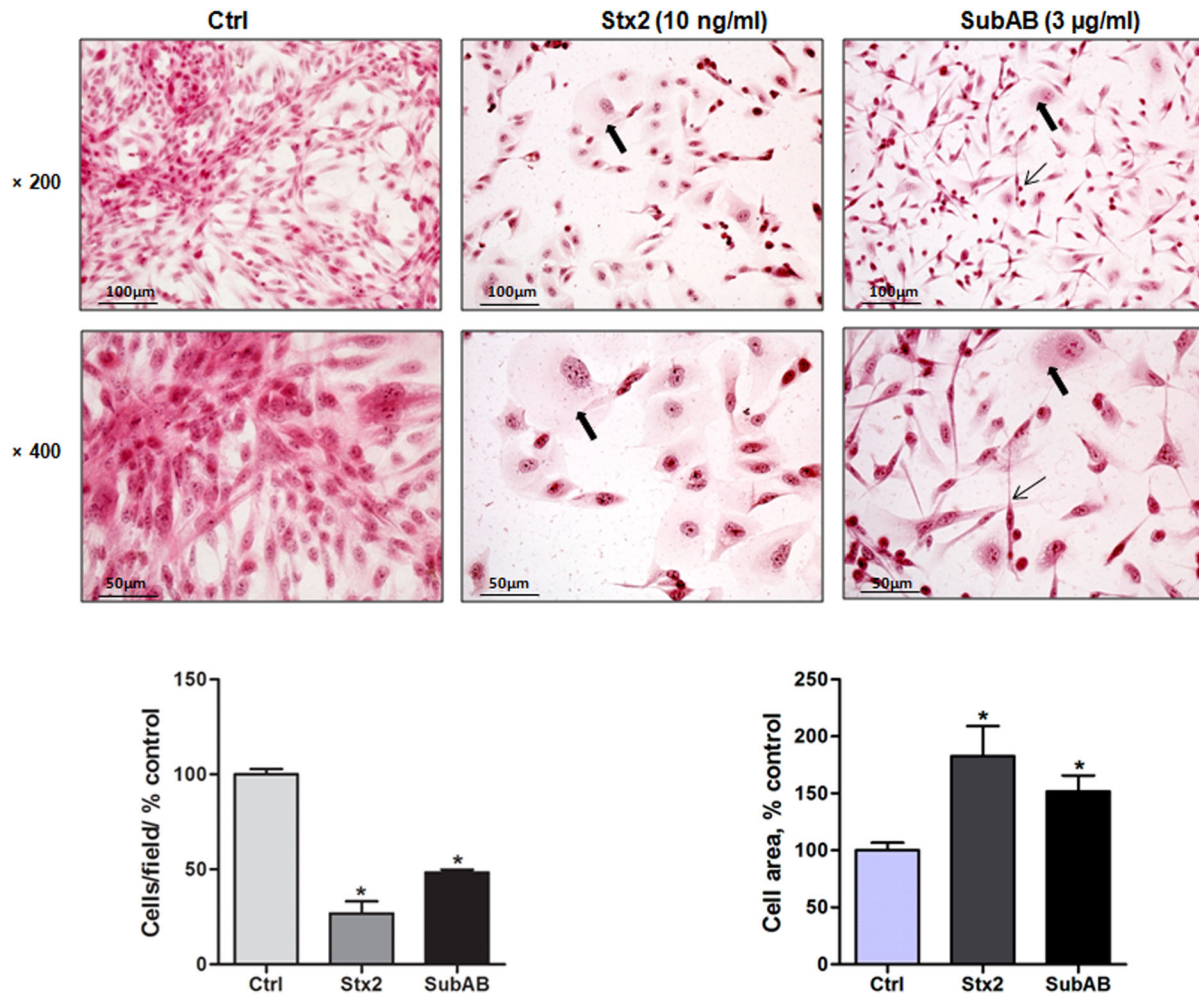 Ctrl Stx2 (10 ng/ml) SubAB (3 µg/ml)
× 200
100µm 100µm 100µm
× 400
50µm 50µm 50µm
Cells/field/ % control
150
100
50
0
*
*
Ctrl Stx2 SubAB
Cell area, % control
250
200
150
100
50
0
*
*
Ctrl Stx2 SubAB